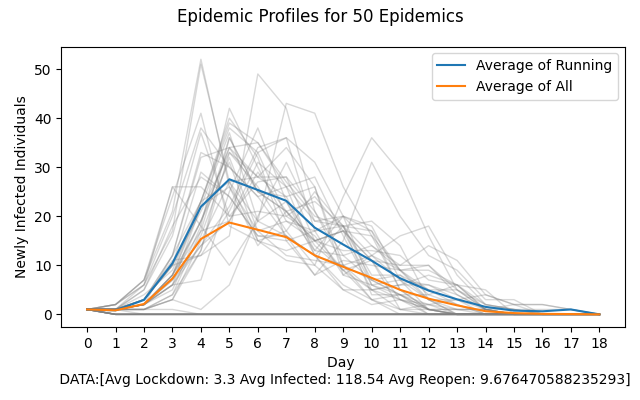 Epidemic Profiles for 50 Epidemics
Average of Running
Average of All
Newly Infected Individuals
50
40
30
20
10
0
0 1 2 3 4 5 6 7 8 9 10 11 12 13 14 15 16 17 18
Day
DATA:[Avg Lockdown: 3.3 Avg Infected: 118.54 Avg Reopen: 9.676470588235293]